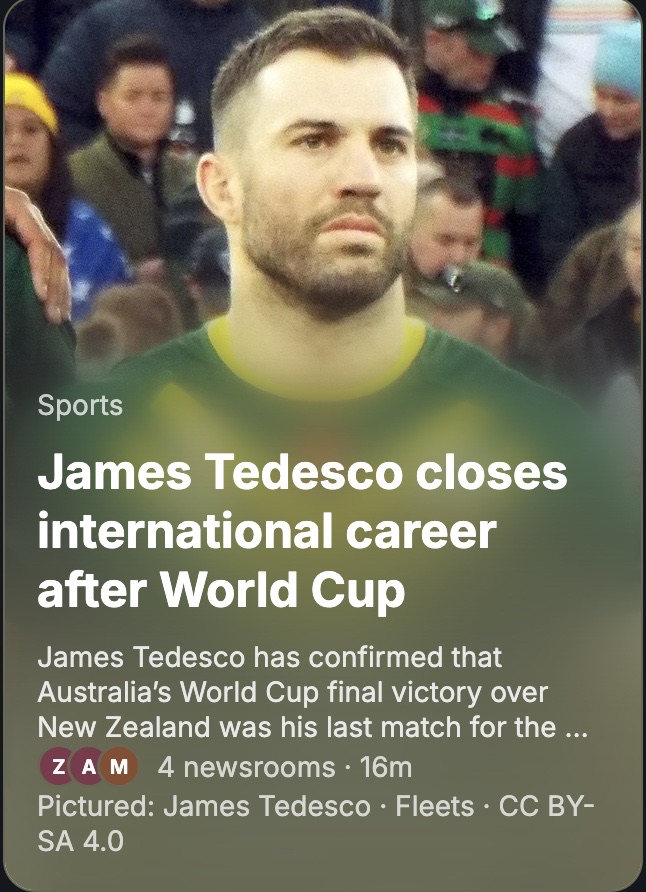 Sports
James Tedesco closes
international career
after World Cup
James Tedesco has confirmed that
Australia’s World Cup final victory over
New Zealand was his last match for the ...
Z A M 4 newsrooms · 16m
Pictured: James Tedesco · Fleets · CC BY-
SA 4.0